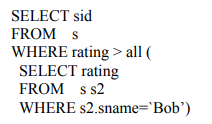 SELECT sid
FROM s
WHERE rating > all (
SELECT rating
FROM s s2
WHERE s2.sname=`Bob’)